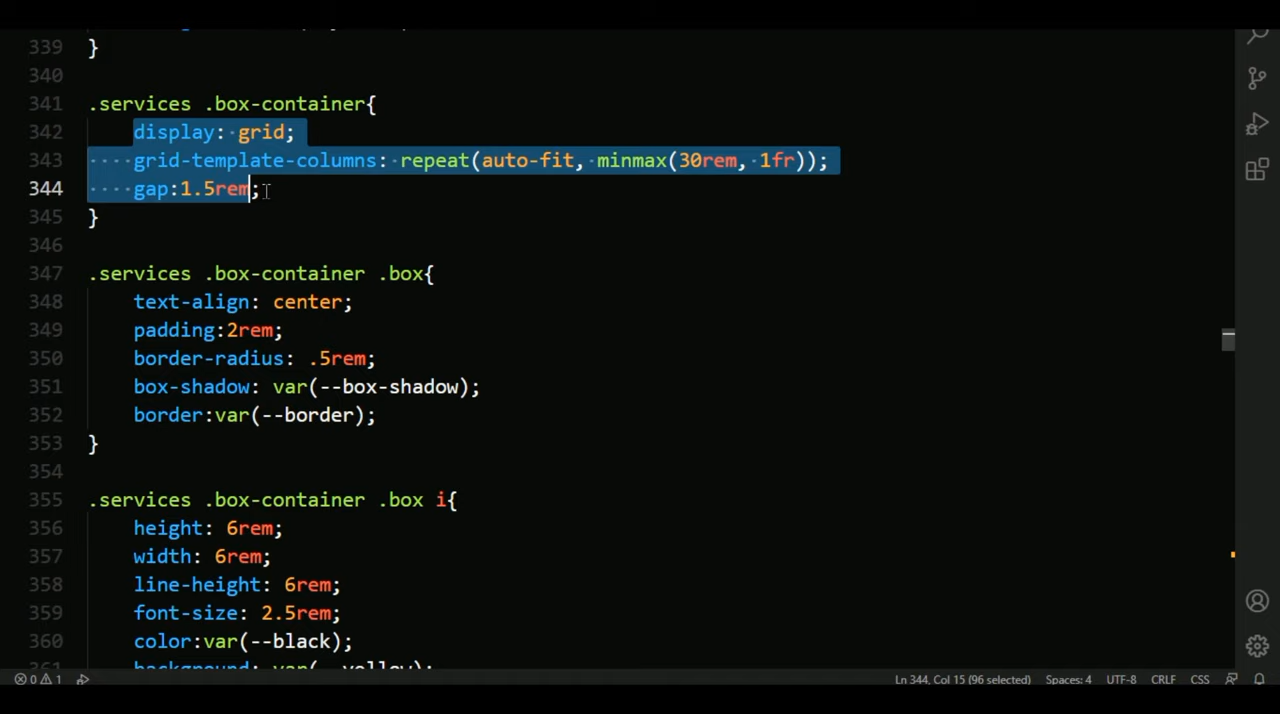 339 }
340
341 .services .box-container{
342 display: grid;
343 grid-template-columns: repeat(auto-fit, minmax(30rem, 1fr));
344 gap:1.5rem;
345 }
346
347 .services .box-container .box{
348 text-align: center;
349 padding:2rem;
350 border-radius: .5rem;
351 box-shadow: var(--box-shadow);
352 border:var(--border);
353 }
354
355 .services .box-container .box i{
356 height: 6rem;
357 width: 6rem;
358 line-height: 6rem;
359 font-size: 2.5rem;
360 color:var(--black);
361 background: var(--yellow);
0 1 Ln 344, Col 15 (96 selected) Spaces: 4 UTF-8 CRLF CSS